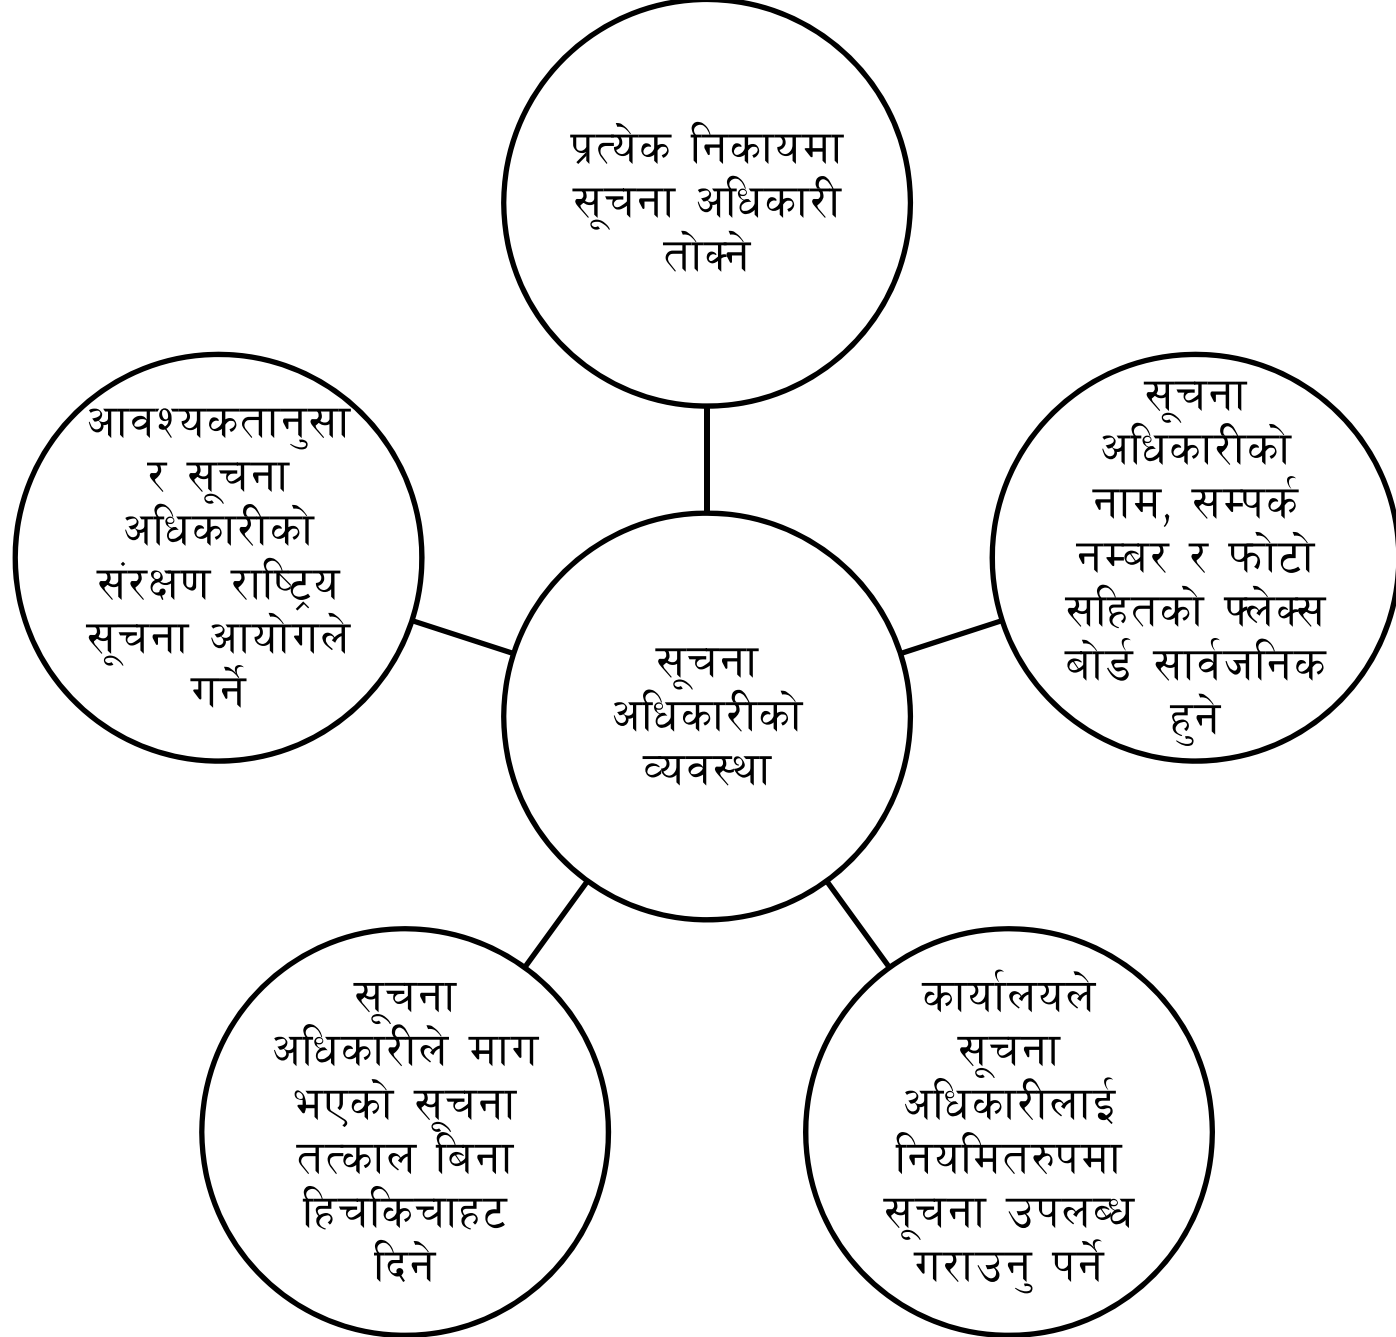 प्रत्येक निकायमा
सूचना अधिकारी
तोक्ने
सूचना
अधिकारीको
नाम, सम्पर्क
नम्बर र फोटो
सहितको फ्लेक्स
बोर्ड सार्वजनिक
हुने
कार्यालयले
सूचना
अधिकारीलाई
नियमितरुपमा
सूचना उपलब्ध
गराउनु पर्ने
सूचना
अधिकारीले माग
भएको सूचना
तत्काल बिना
हिचकिचाहट
दिने
आवश्यकतानुसा
र सूचना
अधिकारीको
संरक्षण राष्ट्रिय
सूचना आयोगले
गर्ने
सूचना
अधिकारीको
व्यवस्था